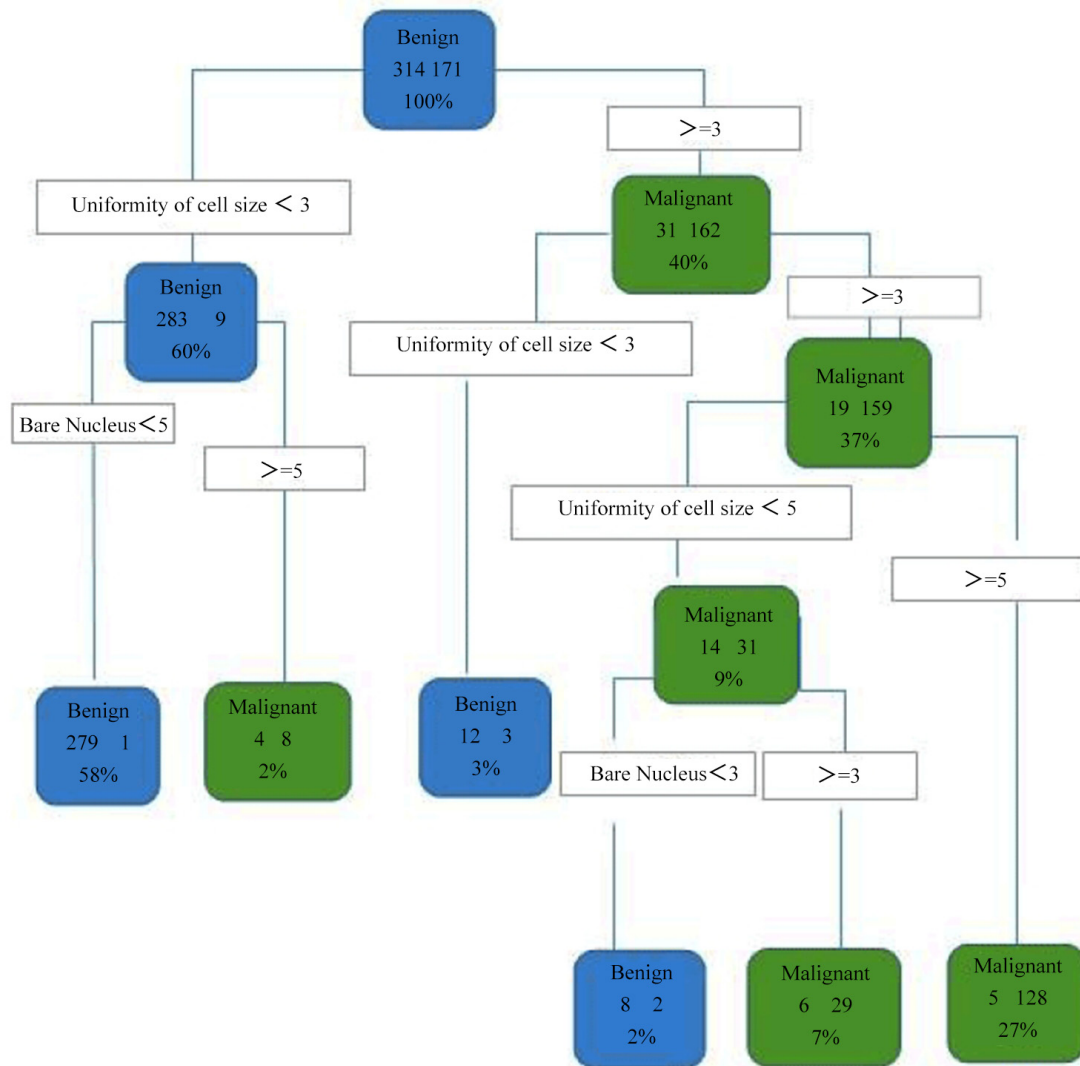 Benign
314 171
100%
>=3
Uniformity of cell size < 3
Malignant
31 162
40%
Benign
283 9
60%
>=3
Uniformity of cell size < 3
Malignant
19 159
37%
Bare Nucleus<5
>=5
Uniformity of cell size < 5
>=5
Malignant
14 31
9%
Benign
279 1
58%
Malignant
4 8
2%
Benign
12 3
3%
Bare Nucleus<3
>=3
Benign
8 2
2%
Malignant
6 29
7%
Malignant
5 128
27%